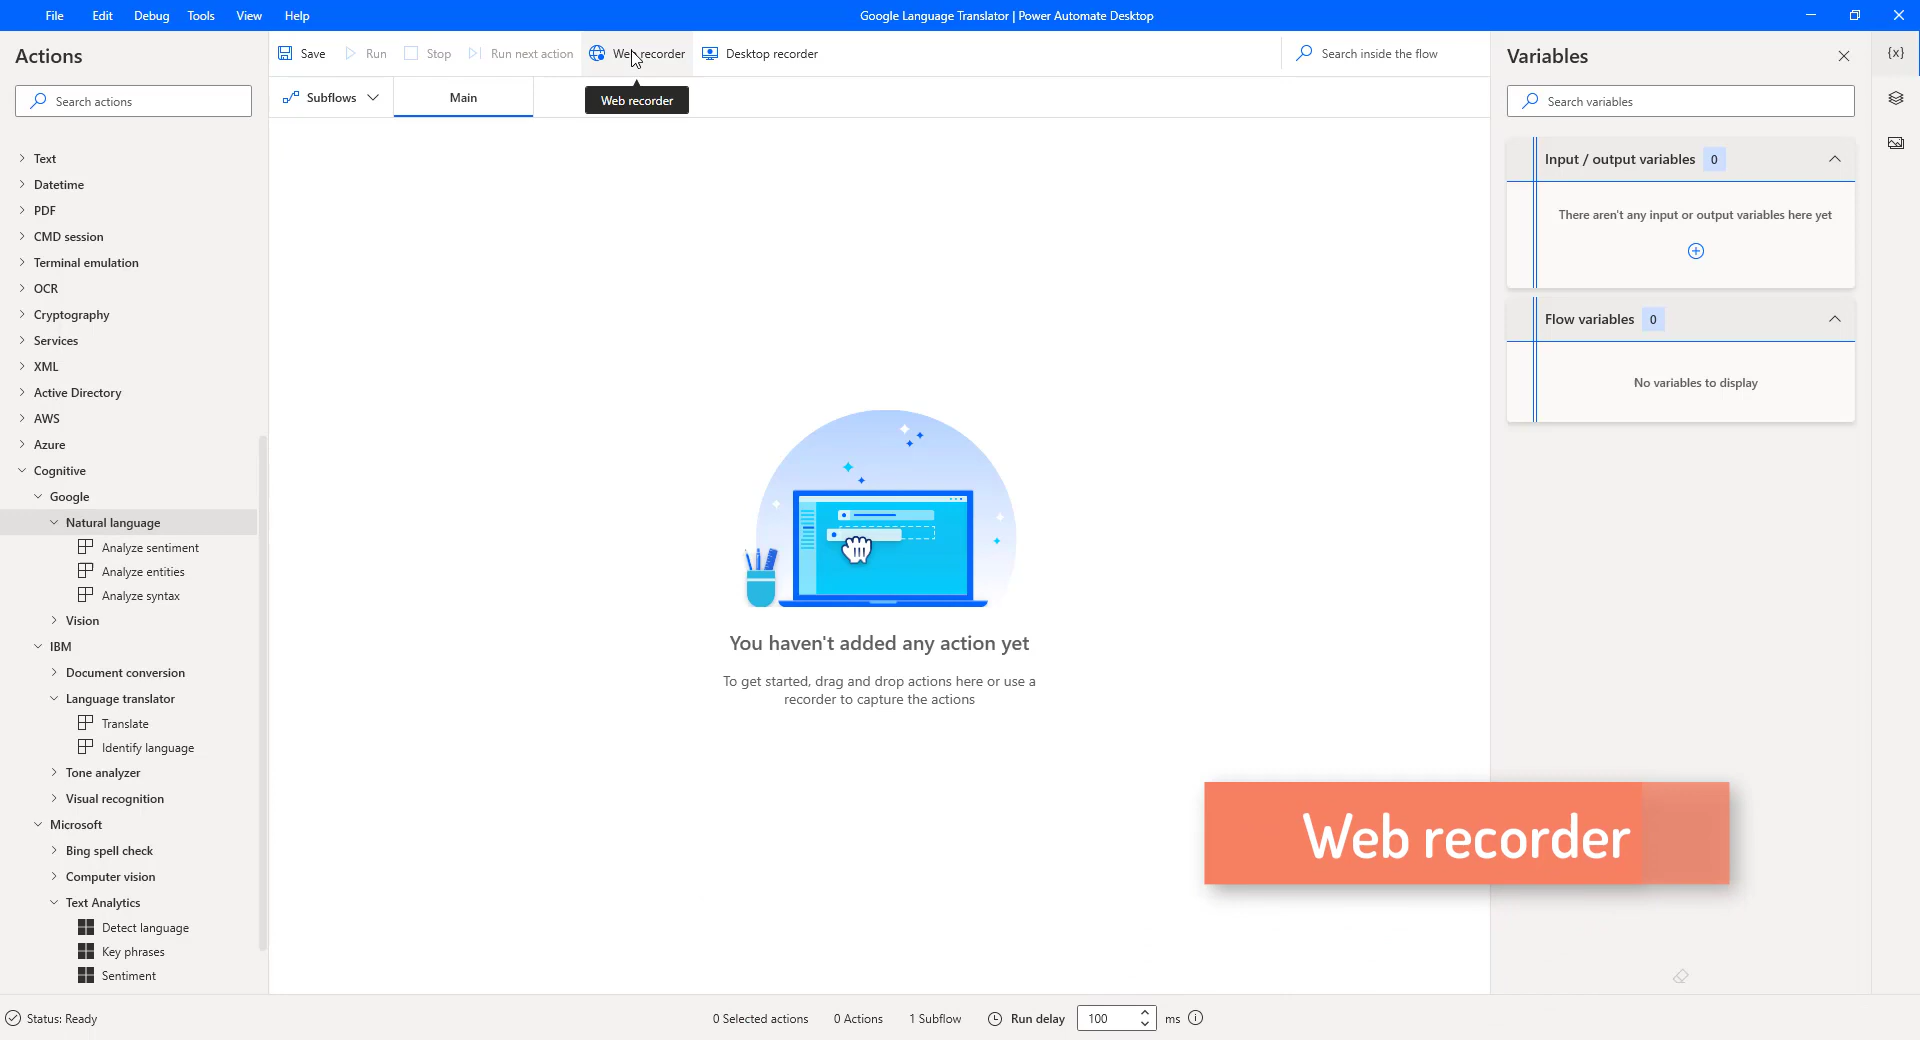 File Edit Debug Tools View Help
Google Language Translator | Power Automate Desktop
Actions
Search actions
Text
Datetime
PDF
CMD session
Terminal emulation
OCR
Cryptography
Services
XML
Active Directory
AWS
Azure
Cognitive
Google
Natural language
Analyze sentiment
Analyze entities
Analyze syntax
Vision
IBM
Document conversion
Language translator
Translate
Identify language
Tone analyzer
Visual recognition
Microsoft
Bing spell check
Computer vision
Text Analytics
Detect language
Key phrases
Sentiment
Save Run Stop Run next action Web recorder Desktop recorder
Search inside the flow
Subflows Main
Web recorder
You haven't added any action yet
To get started, drag and drop actions here or use a
recorder to capture the actions
Web recorder
Variables
{x}
Search variables
Input / output variables 0
There aren't any input or output variables here yet
Flow variables 0
No variables to display
Status: Ready
0 Selected actions 0 Actions 1 Subflow Run delay 100 ms